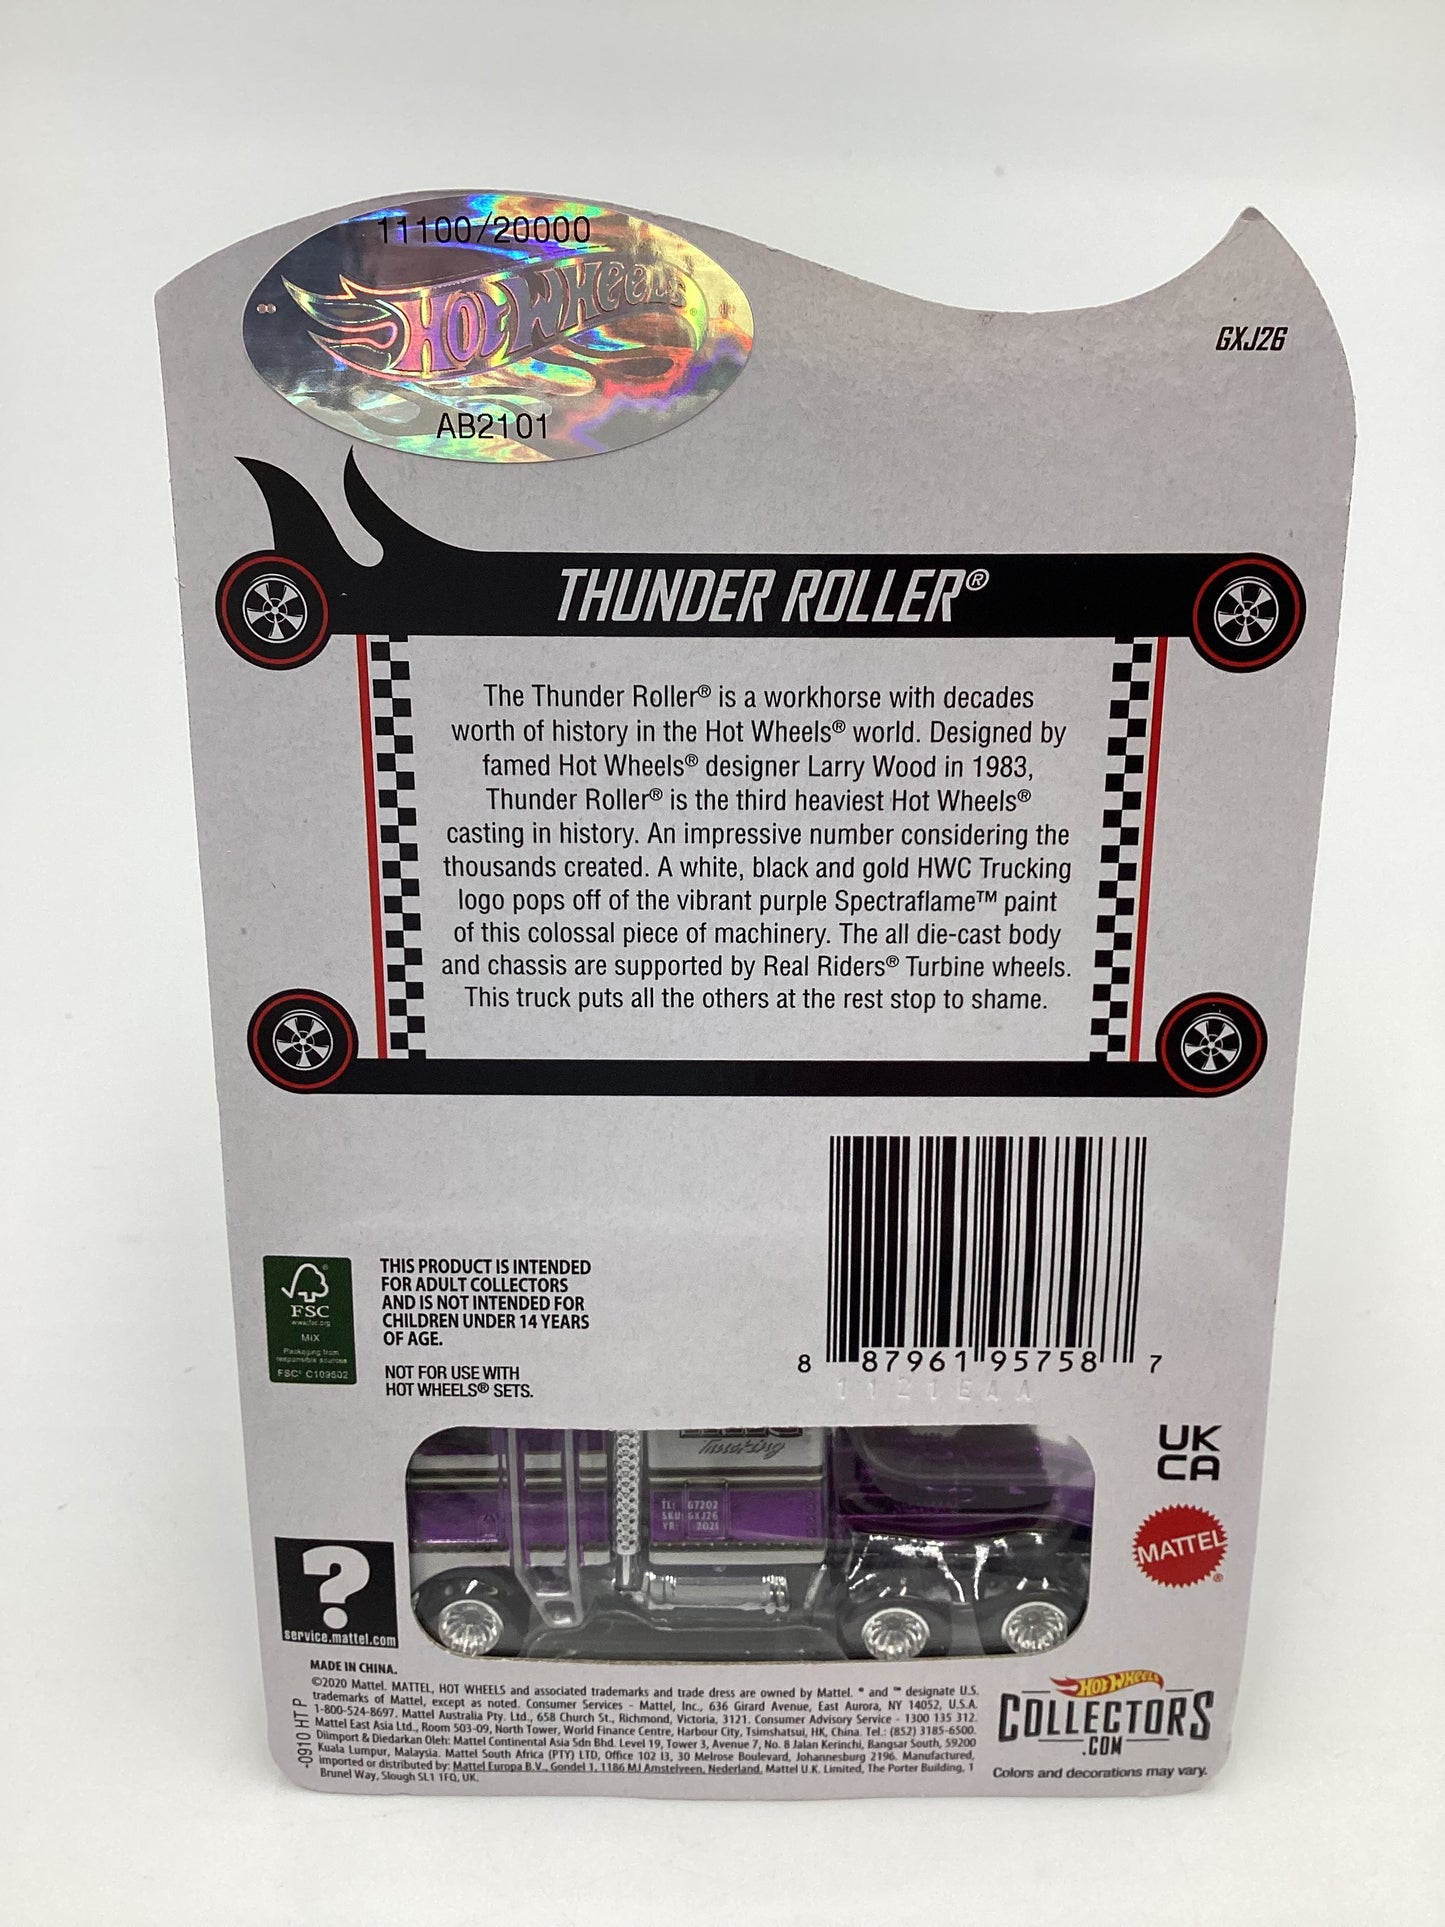 11100/20000
HOT WHEELS
AB2101
GXJ26
THUNDER ROLLER®
The Thunder Roller® is a workhorse with decades
worth of history in the Hot Wheels® world. Designed by
famed Hot Wheels® designer Larry Wood in 1983,
Thunder Roller® is the third heaviest Hot Wheels®
casting in history. An impressive number considering the
thousands created. A white, black and gold HWC Trucking
logo pops off of the vibrant purple Spectraflame™ paint
of this colossal piece of machinery. The all die-cast body
and chassis are supported by Real Riders® Turbine wheels.
This truck puts all the others at the rest stop to shame.
FSC
www.fsc.org
MIX
Packaging from
responsible sources
FSC® C109502
THIS PRODUCT IS INTENDED
FOR ADULT COLLECTORS
AND IS NOT INTENDED FOR
CHILDREN UNDER 14 YEARS
OF AGE.
NOT FOR USE WITH
HOT WHEELS® SETS.
8 87961 95758 7
Trucking
TL: G7202
SKU: GXJ26
YR: 2021
UK
CA
MATTEL®
?
service.mattel.com
-0910 HT P
MADE IN CHINA.
©2020 Mattel. MATTEL, HOT WHEELS and associated trademarks and trade dress are owned by Mattel. ® and ™ designate U.S.
trademarks of Mattel, except as noted. Consumer Services - Mattel, Inc., 636 Girard Avenue, East Aurora, NY 14052, U.S.A.
1-800-524-8697. Mattel Australia Pty. Ltd., 658 Church St., Richmond, Victoria, 3121. Consumer Advisory Service - 1300 135 312.
Mattel East Asia Ltd., Room 503-09, North Tower, World Finance Centre, Harbour City, Tsimshatsui, HK, China. Tel.: (852) 3185-6500.
Diimport & Diedarkan Oleh: Mattel Continental Asia Sdn Bhd. Level 19, Tower 3, Avenue 7, No. 8 Jalan Kerinchi, Bangsar South, 59200
Kuala Lumpur, Malaysia. Mattel South Africa (PTY) LTD, Office 102 I3, 30 Melrose Boulevard, Johannesburg 2196. Manufactured,
imported or distributed by: Mattel Europa B.V., Gondel 1, 1186 MJ Amstelveen, Nederland. Mattel U.K. Limited, The Porter Building, 1
Brunel Way, Slough SL1 1FQ, UK.
HOT WHEELS
COLLECTORS
.COM
Colors and decorations may vary.